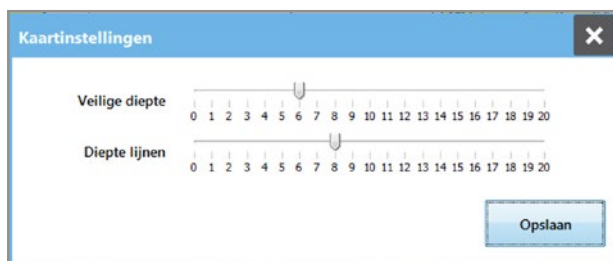 Kaartinstellingen
Veilige diepte
0 1 2 3 4 5 6 7 8 9 10 11 12 13 14 15 16 17 18 19 20
Diepte lijnen
0 1 2 3 4 5 6 7 8 9 10 11 12 13 14 15 16 17 18 19 20
Opslaan